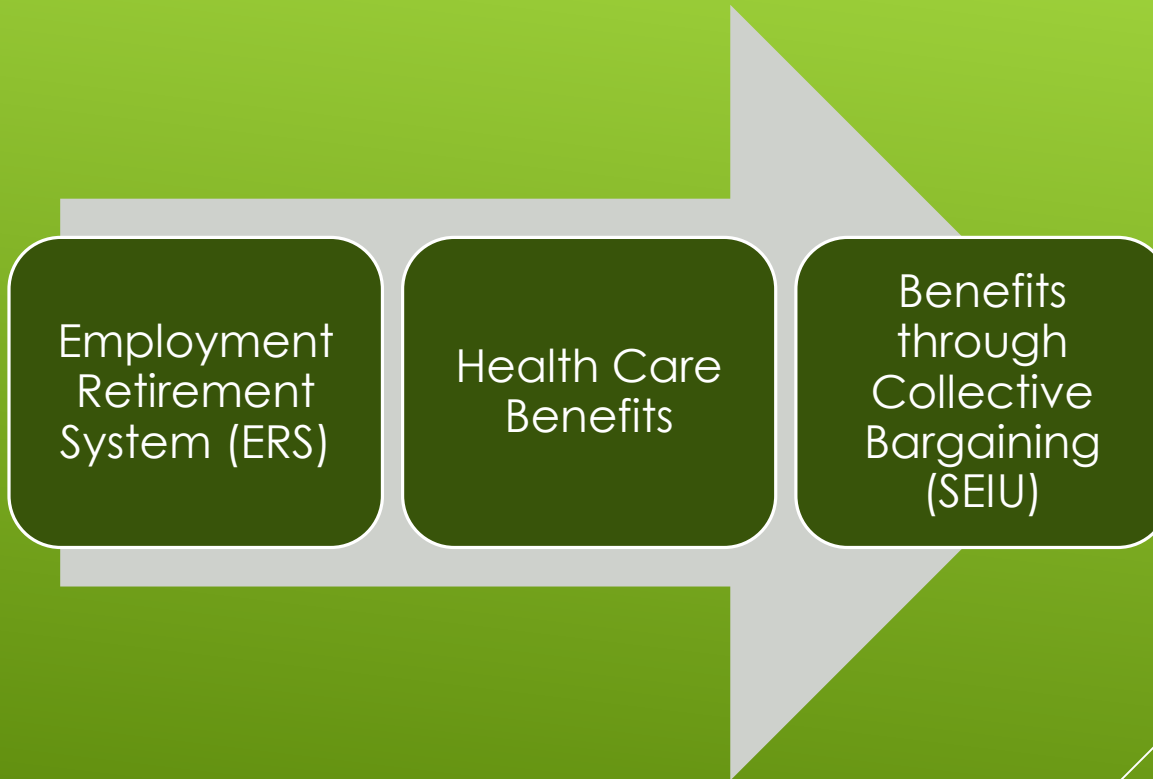 Employment
Retirement
System (ERS)
Health Care
Benefits
Benefits
through
Collective
Bargaining
(SEIU)